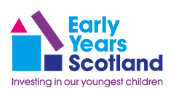 Early
Years
Scotland
Investing in our youngest children